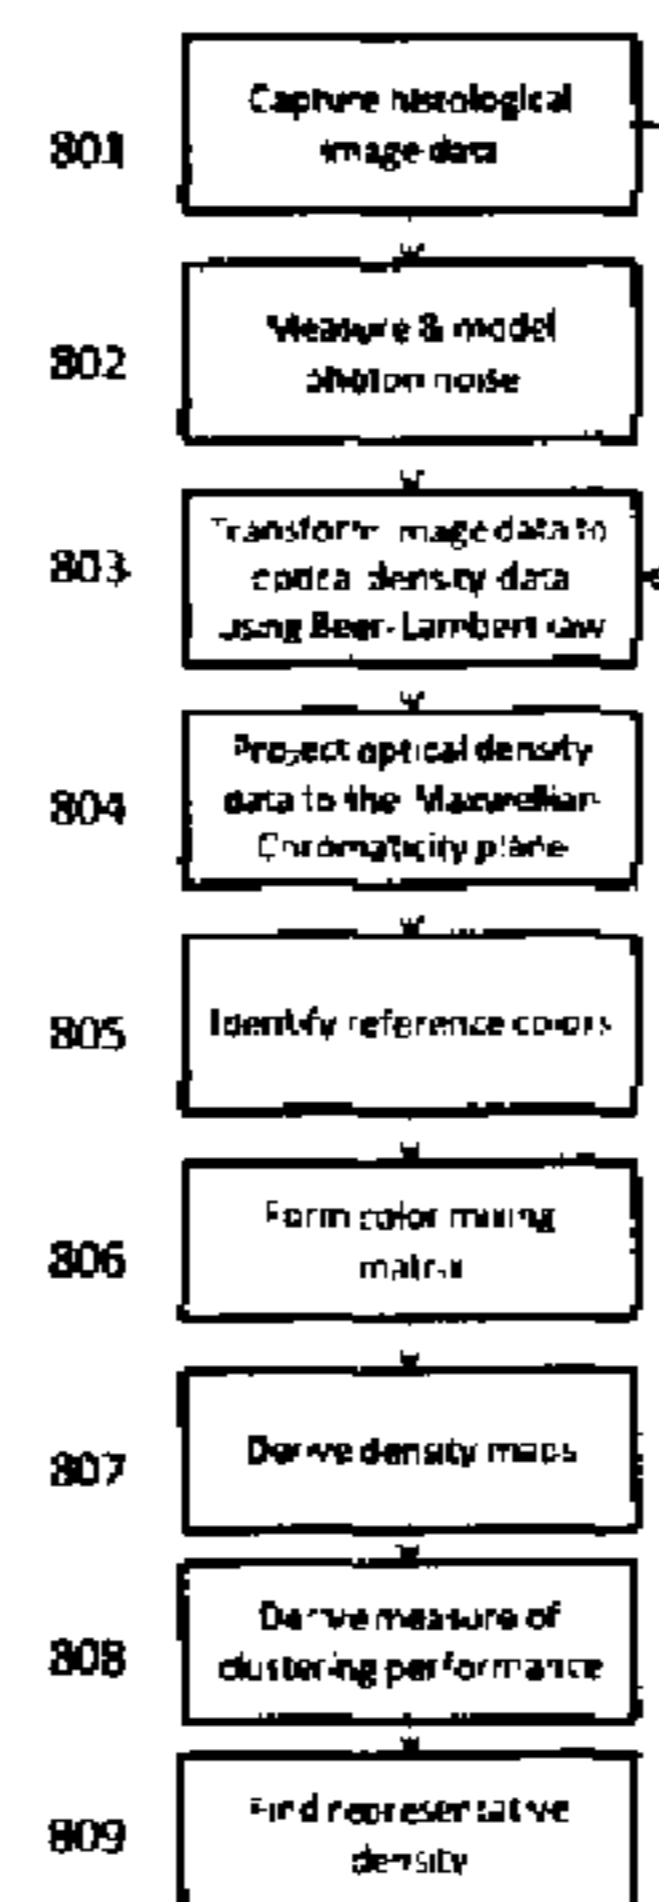 801
Capture histological
image data
802
Measure & model
photon noise
803
Transform image data to
optical density data
using Beer-Lambert law
804
Project optical density
data to the Maxwellian
Chromaticity plane
805
Identify reference colors
806
Form color mixing
matrix
807
Derive density maps
808
Derive measure of
clustering performance
809
Find representative
density